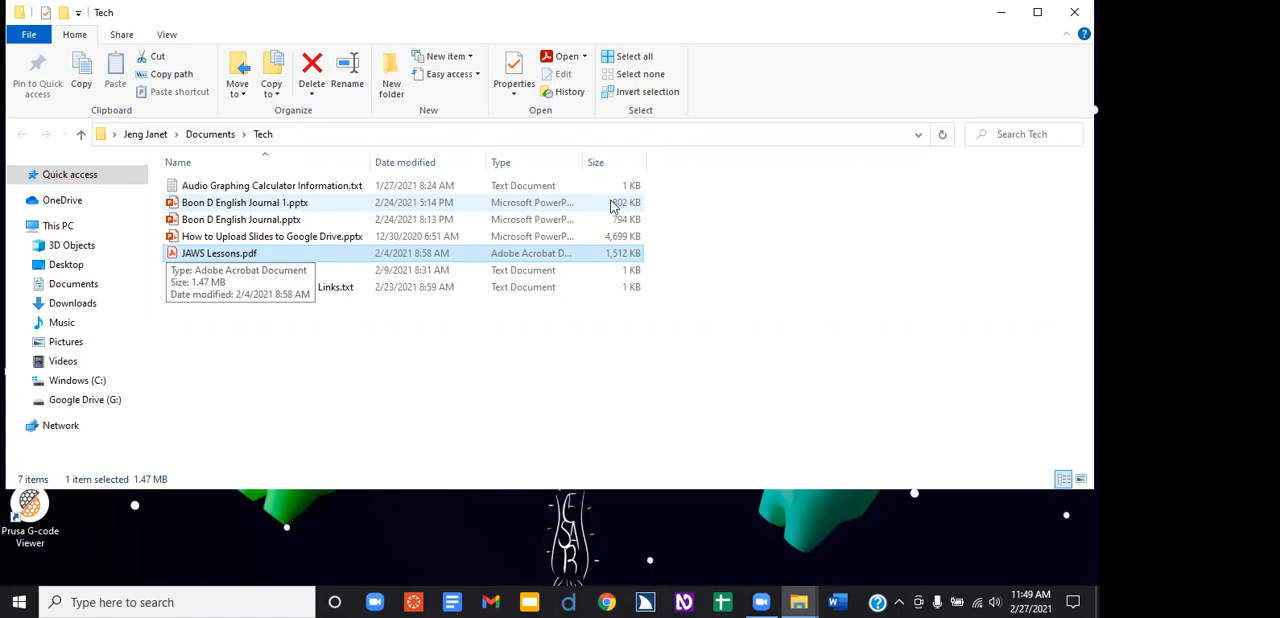 Tech
File Home Share View
Pin to Quick access
Copy
Paste
Cut
Copy path
Paste shortcut
Clipboard
Move to
Copy to
Delete
Rename
Organize
New folder
New item
Easy access
New
Properties
Open
Edit
History
Open
Select all
Select none
Invert selection
Select
Jeng Janet > Documents > Tech
Search Tech
Name Date modified Type Size
Audio Graphing Calculator Information.txt 1/27/2021 8:24 AM Text Document 1 KB
Boon D English Journal 1.pptx 2/24/2021 5:14 PM Microsoft PowerP... KB
Boon D English Journal.pptx 2/24/2021 8:13 PM Microsoft PowerP... 794 KB
How to Upload Slides to Google Drive.pptx 12/30/2020 6:51 AM Microsoft PowerP... 4,699 KB
JAWS Lessons.pdf 2/4/2021 8:58 AM Adobe Acrobat D... 1,512 KB
2/9/2021 8:31 AM Text Document 1 KB
Links.txt 2/23/2021 8:59 AM Text Document 1 KB
Type: Adobe Acrobat Document
Size: 1.47 MB
Date modified: 2/4/2021 8:58 AM
Quick access
OneDrive
This PC
3D Objects
Desktop
Documents
Downloads
Music
Pictures
Videos
Windows (C:)
Google Drive (G:)
Network
7 items 1 item selected 1.47 MB
Prusa G-code
Viewer
Type here to search
11:49 AM
2/27/2021